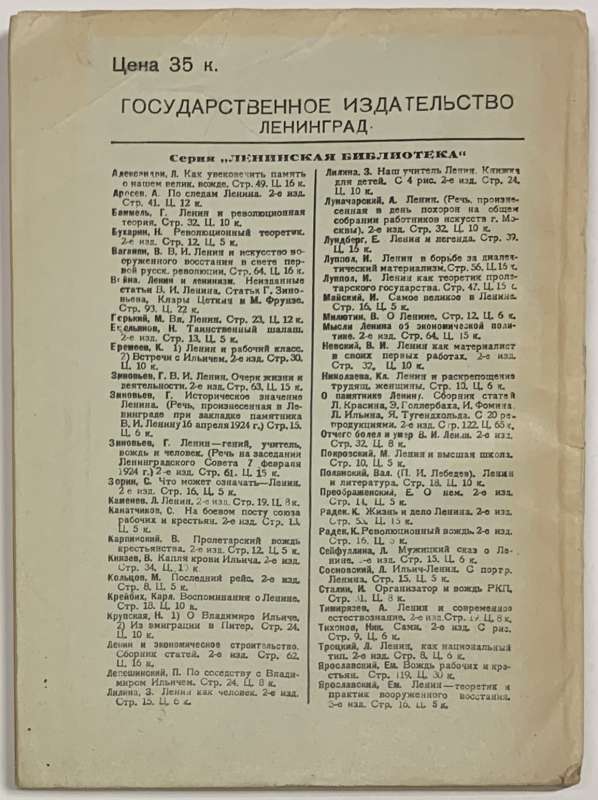 Цена 35 к.
ГОСУДАРСТВЕННОЕ ИЗДАТЕЛЬСТВО
ЛЕНИНГРАД
Серия „ЛЕНИНСКАЯ БИБЛИОТЕКА“
Александри, Л. Как увековечить память
о нашем велик. вожде. Стр. 49. Ц. 16 к.
Аросев, А. По следам Ленина. 2-е изд.
Стр. 41. Ц. 12 к.
Баммель, Г. Ленин и революционная
теория. Стр. 32. Ц. 10 к.
Бухарин, Н. Революционный теоретик.
2-е изд. Стр. 12. Ц. 5 к.
Ваганян, В. В. И. Ленин и искусство во-
оруженного восстания в свете пер-
вой русск. революции. Стр. 64. Ц. 16 к.
Война, Ленин и ленинизм. Неизданные
статьи В. И. Ленина. Статьи Г. Зино-
вьева, Клары Цеткин и М. Фрунзе.
Стр. 93. Ц. 22 к.
Горький, М. Вл. Ленин. Стр. 23. Ц. 12 к.
Емельянов, Н. Таинственный шалаш.
2-е изд. Стр. 13. Ц. 5 к.
Еремеев, К. 1) Ленин и рабочий класс.
2) Встречи с Ильичем. 2-е изд. Стр. 30.
Ц. 10 к.
Зиновьев, Г. В. И. Ленин. Очерк жизни и
деятельности. 2-е изд. Стр. 63. Ц. 15 к.
Зиновьев, Г. Историческое значение
Ленина. (Речь, произнесенная в Ле-
нинграде при закладке памятника
В. И. Ленину 16 апреля 1924 г.) Стр. 15.
Ц. 6 к.
Зиновьев, Г. Ленин—гений, учитель,
вождь и человек. (Речь на заседании
Ленинградского Совета 7 февраля
1924 г.) 2-е изд. Стр. 61. Ц. 15 к.
Зорин, С. Что может означать—Ленин.
2-е изд. Стр. 16. Ц. 5 к.
Каменев, Л. Ленин. 2-е изд. Стр. 19. Ц. 8 к.
Канатчиков, С. На боевом посту союза
рабочих и крестьян. 2-е изд. Стр. 13.
Ц. 5 к.
Карпинский, В. Пролетарский вождь
крестьянства. 2-е изд. Стр. 12. Ц. 5 к.
Князев, В. Капля крови Ильича. 2-е изд.
Стр. 34. Ц. к.
Кольцов, М. Последний рейс. 2-е изд.
Стр. 8. Ц. 5 к.
Крейбих, Карл. Воспоминания о Ленине.
Стр. 18. Ц. 10 к.
Крупская, Н. 1) О Владимире Ильиче.
2) Из эмиграции в Питер. Стр. 24.
Ц. 10 к.
Ленин и экономическое строительство.
Сборник статей. 2-е изд. Стр. 62.
Ц. 16 к.
Лепешинский, П. По соседству с Влади-
миром Ильичем. Стр. 24. Ц. 8 к.
Лилина, З. Ленин как человек. 2-е изд.
Стр. 15. Ц. 6 к.
Лилина, З. Наш учитель Ленин. Книжка
для детей. С 4 рис. 2-е изд. Стр. 24.
Ц. 10 к.
Луначарский, А. Ленин. (Речь, произне-
сенная в день похорон на общем
собрании работников искусств г. Мо-
сквы). 2-е изд. Стр. 32. Ц. 10 к.
Лундберг, Е. Ленин и легенда. Стр. 39.
Ц. 16 к.
Луппол, И. Ленин в борьбе за диалек-
тический материализм. Стр. 56. Ц. 15 к.
Луппол, И. Ленин как теоретик проле-
тарского государства. Стр. 47. Ц. 15 к.
Майский, И. Самое великое в Ленине.
Стр. 16. Ц. 5 к.
Милютин, В. О Ленине. Стр. 12. Ц. 6 к.
Мысли Ленина об экономической поли-
тике. 2-е изд. Стр. 64. Ц. 15 к.
Невский, В. И. Ленин как материалист
в своих первых работах. 2-е изд.
Стр. 32. Ц. 10 к.
Николаева, Кл. Ленин и раскрепощение
трудящ. женщины. Стр. 10. Ц. 6 к.
О памятнике Ленину. Сборник статей
Л. Красина, Э. Голлербаха, И. Фомина,
Л. Ильина, Я. Тугендхольда. С 20 ре-
продукциями. 2-е изд. Стр. 122. Ц. 65 к.
Отчего болел и умер В. И. Ленин. 2-е изд.
Стр. 32. Ц. 8 к.
Покровский, М. Ленин и высшая школа.
Стр. 10. Ц. 5 к.
Полянский, Вал. (П. И. Лебедев). Ленин
и литература. Стр. 18. Ц. 10 к.
Преображенский, Е. О нем. 2-е изд.
Стр. 14. Ц. 5 к.
Радек, К. Жизнь и дело Ленина. 2-е изд.
Стр. Ц. 15 к.
Радек, К. Революционный вождь. 2-е изд.
Стр. 16. Ц. к.
Сейфуллина, Л. Мужицкий сказ о Ле-
нине. изд. Стр. 15. Ц. 6 к.
Сосновский, Л. Ильич-Ленин. С портр.
Ленина. Стр. 15. Ц. 5 к.
Сталин, И. Организатор и вождь РКП.
Стр. Ц. 8 к.
Тимирязев, А. Ленин и современное
естествознание. 2-е изд. Стр. 19. Ц. 8 к.
Тихонов, Ник. Сами. 2-е изд. С рис.
Стр. 9. Ц. 6 к.
Троцкий, Л. Ленин, как национальный
тип. 2-е изд. Стр. 8. Ц. 6 к.
Ярославский, Ем. Вождь рабочих и кре-
стьян. Стр. 119. Ц. 30 к.
Ярославский, Ем. Ленин—теоретик и
практик вооруженного восстания.
3-е изд. Стр. 16. Ц. 5 к.